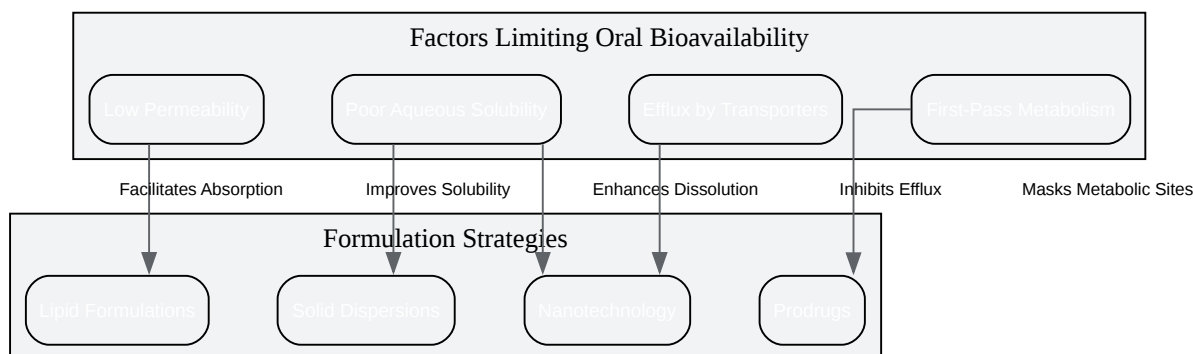 Factors Limiting Oral Bioavailability
Low Permeability
Poor Aqueous Solubility
Efflux by Transporters
First-Pass Metabolism
Facilitates Absorption
Improves Solubility
Enhances Dissolution
Inhibits Efflux
Masks Metabolic Sites
Formulation Strategies
Lipid Formulations
Solid Dispersions
Nanotechnology
Prodrugs